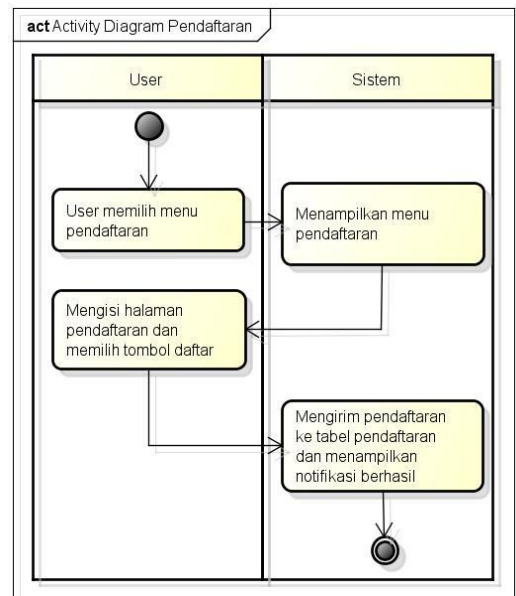 act Activity Diagram Pendaftaran
User
Sistem
User memilih menu
pendaftaran
Menampilkan menu
pendaftaran
Mengisi halaman
pendaftaran dan
memilih tombol daftar
Mengirim pendaftaran
ke tabel pendaftaran
dan menampilkan
notifikasi berhasil